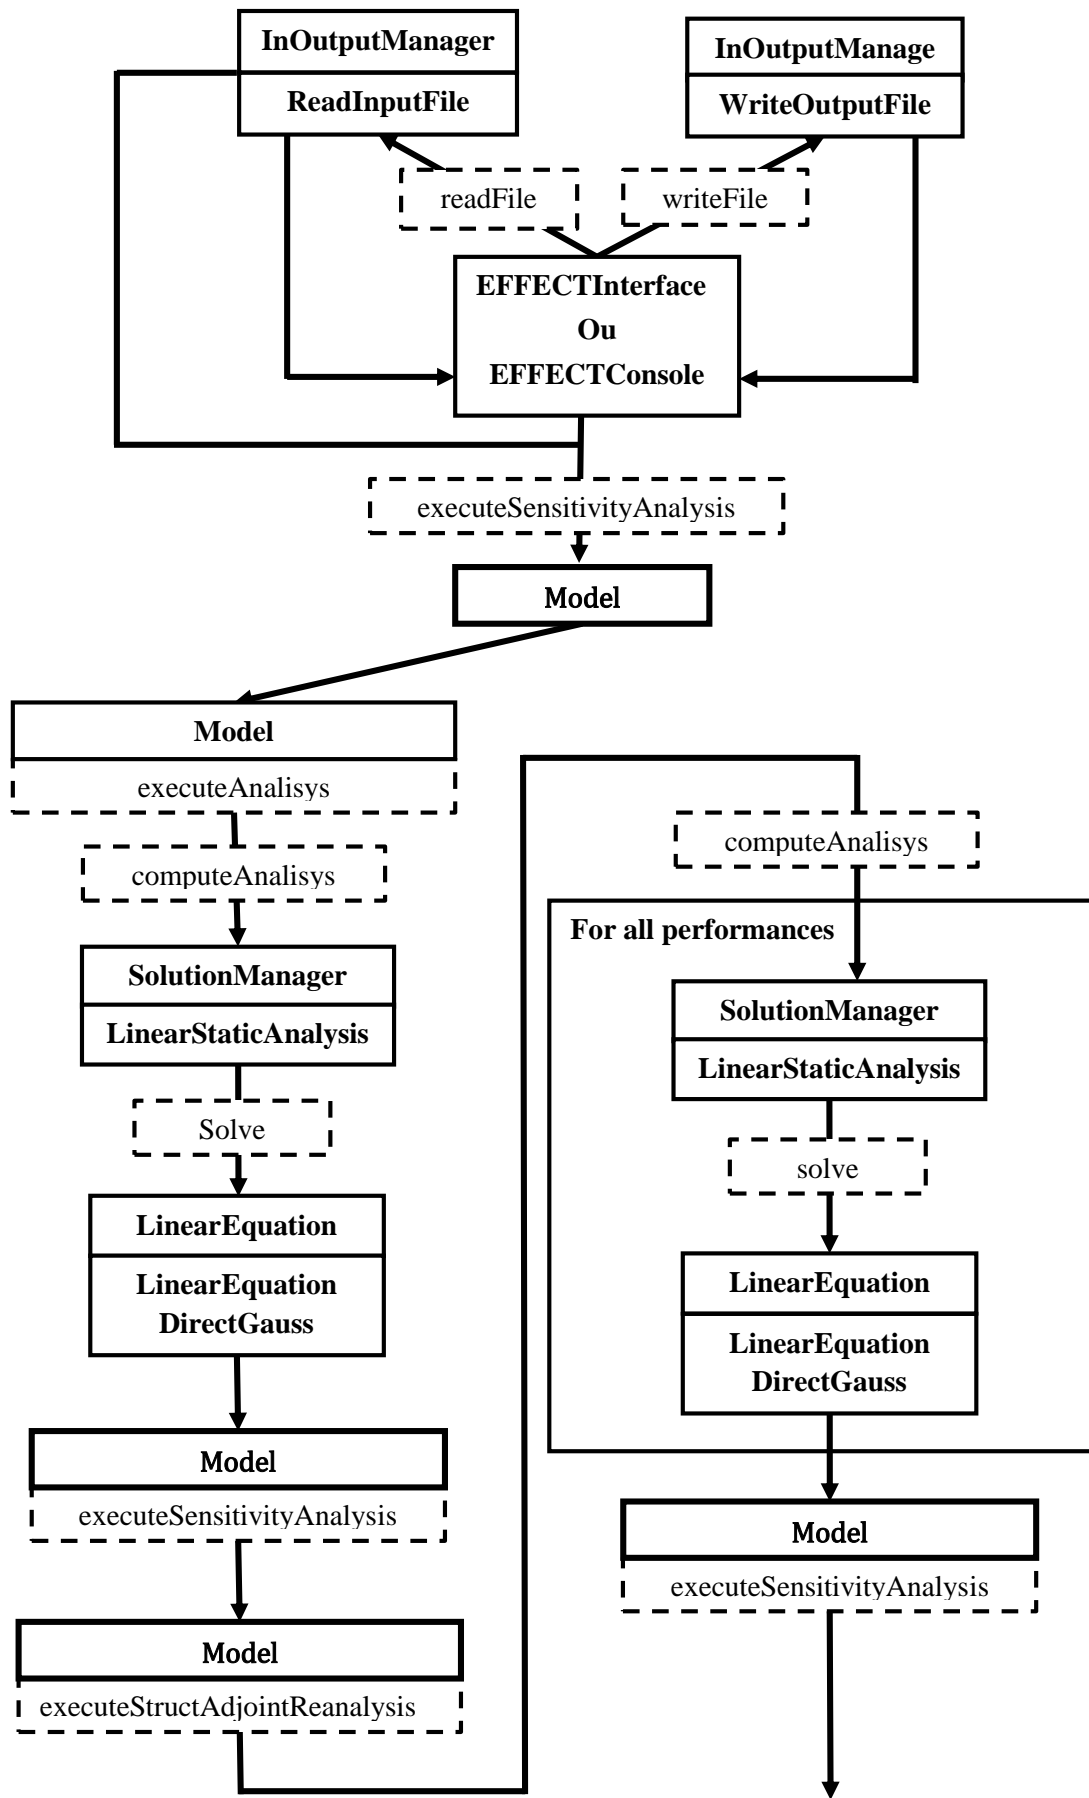 InOutputManager
ReadInputFile
InOutputManage
WriteOutputFile
readFile
writeFile
EFFECTInterface
Ou
EFFECTConsole
executeSensitivityAnalysis
Model
Model
executeAnalisys
computeAnalisys
SolutionManager
LinearStaticAnalysis
Solve
LinearEquation
LinearEquation
DirectGauss
Model
executeSensitivityAnalysis
Model
executeStructAdjointReanalysis
computeAnalisys
For all performances
SolutionManager
LinearStaticAnalysis
solve
LinearEquation
LinearEquation
DirectGauss
Model
executeSensitivityAnalysis